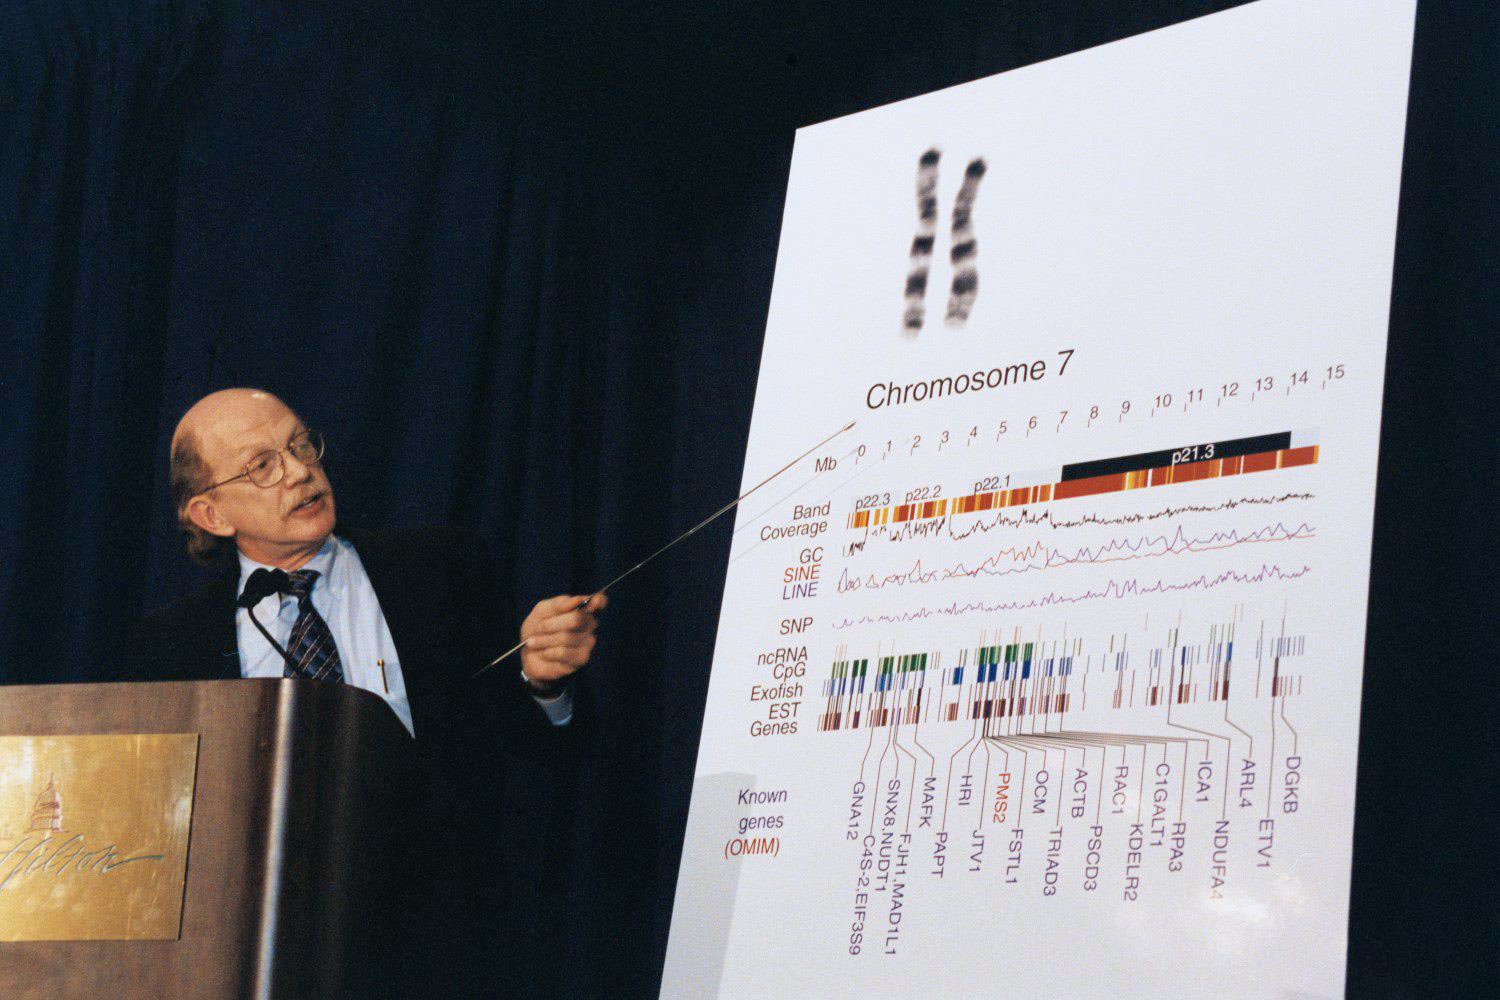 Chromosome 7
Mb 0 1 2 3 4 5 6 7 8 9 10 11 12 13 14 15
Band p22.3 p22.2 p22.1 p21.3
Coverage
GC
SINE
LINE
SNP
ncRNA
CpG
Exofish
EST
Genes
Known
genes
(OMIM)
GNA12
C4S-2,EIF3S9
SNX8,NUDT1
FJH1,MAD1L1
MAFK
PAPT
HRI
JTV1
PMS2
FSTL1
OCM
TRIAD3
ACTB
PSCD3
RAC1
KDELR2
C1GALT1
RPA3
ICA1
NDUFA4
ARL4
ETV1
DGKB
Hilton